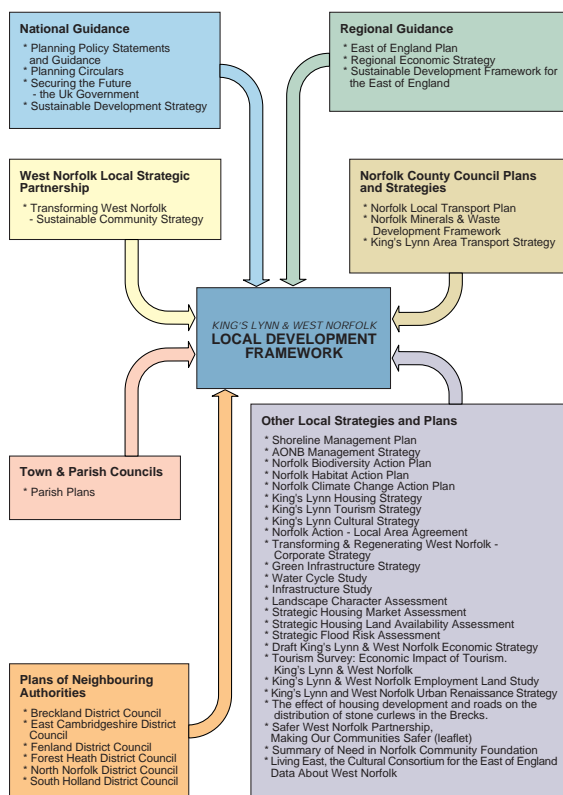 National Guidance
* Planning Policy Statements
and Guidance
* Planning Circulars
* Securing the Future
- the Uk Government
* Sustainable Development Strategy
Regional Guidance
* East of England Plan
* Regional Economic Strategy
* Sustainable Development Framework for
the East of England
West Norfolk Local Strategic
Partnership
* Transforming West Norfolk
- Sustainable Community Strategy
Norfolk County Council Plans
and Strategies
* Norfolk Local Transport Plan
* Norfolk Minerals & Waste
Development Framework
* King's Lynn Area Transport Strategy
KING'S LYNN & WEST NORFOLK
LOCAL DEVELOPMENT
FRAMEWORK
Town & Parish Councils
* Parish Plans
Other Local Strategies and Plans
* Shoreline Management Plan
* AONB Management Strategy
* Norfolk Biodiversity Action Plan
* Norfolk Habitat Action Plan
* Norfolk Climate Change Action Plan
* King's Lynn Housing Strategy
* King's Lynn Tourism Strategy
* King's Lynn Cultural Strategy
* Norfolk Action - Local Area Agreement
* Transforming & Regenerating West Norfolk -
Corporate Strategy
* Green Infrastructure Strategy
* Water Cycle Study
* Infrastructure Study
* Landscape Character Assessment
* Strategic Housing Market Assessment
* Strategic Housing Land Availability Assessment
* Strategic Flood Risk Assessment
* Draft King's Lynn & West Norfolk Economic Strategy
* Tourism Survey: Economic Impact of Tourism.
King's Lynn & West Norfolk
* King's Lynn & West Norfolk Employment Land Study
* King's Lynn and West Norfolk Urban Renaissance Strategy
* The effect of housing development and roads on the
distribution of stone curlews in the Brecks.
* Safer West Norfolk Partnership,
Making Our Communities Safer (leaflet)
* Summary of Need in Norfolk Community Foundation
* Living East, the Cultural Consortium for the East of England
Data About West Norfolk
Plans of Neighbouring
Authorities
* Breckland District Council
* East Cambridgeshire District
Council
* Fenland District Council
* Forest Heath District Council
* North Norfolk District Council
* South Holland District Council